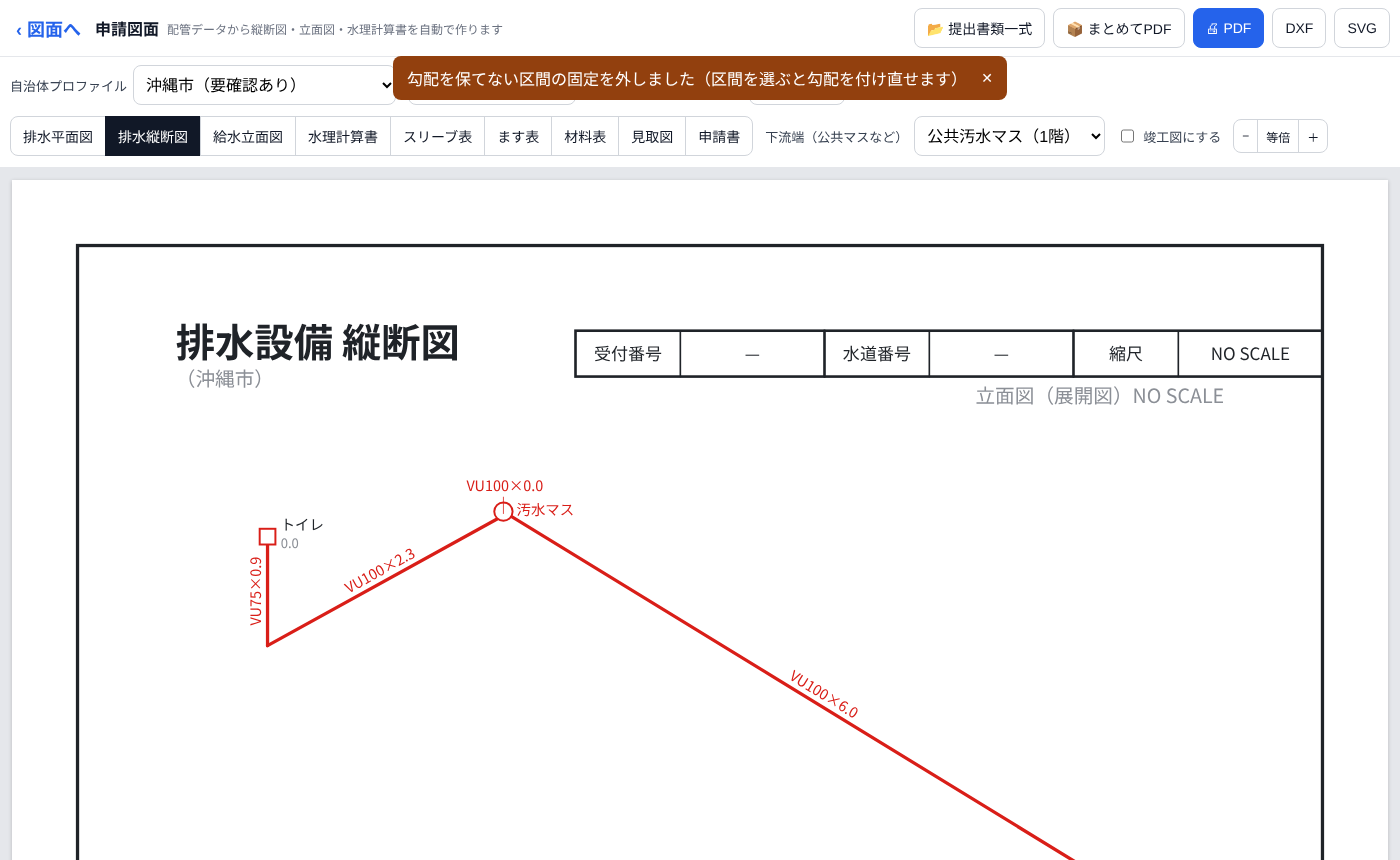 ‹ 図面へ 申請図面 配管データから縦断図・立面図・水理計算書を自動で作ります 📂 提出書類一式 📦 まとめてPDF 🖨 PDF DXF SVG
勾配を保てない区間の固定を外しました（区間を選ぶと勾配を付け直せます） ×
自治体プロファイル 沖縄市（要確認あり）
排水平面図 排水縦断図 給水立面図 水理計算書 スリーブ表 ます表 材料表 見取図 申請書 下流端（公共マスなど） 公共汚水マス（1階） 竣工図にする − 等倍 ＋
排水設備 縦断図
（沖縄市）
受付番号 — 水道番号 — 縮尺 NO SCALE
立面図（展開図）NO SCALE
VU100×0.0
汚水マス
トイレ
0.0
VU75×0.9
VU100×2.3
VU100×6.0